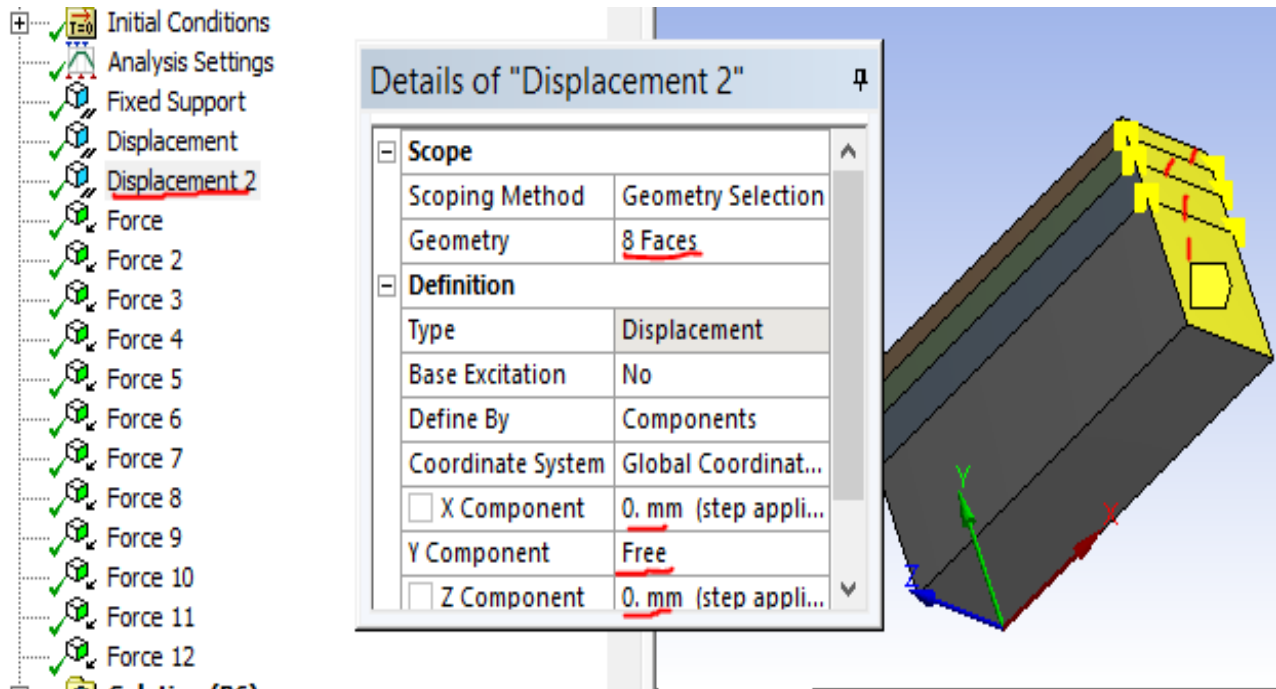 Initial Conditions
T=0
Analysis Settings
Fixed Support
Displacement
Displacement 2
Force
Force 2
Force 3
Force 4
Force 5
Force 6
Force 7
Force 8
Force 9
Force 10
Force 11
Force 12
Details of "Displacement 2"
Scope
Scoping Method Geometry Selection
Geometry 8 Faces
Definition
Type Displacement
Base Excitation No
Define By Components
Coordinate System Global Coordinat...
X Component 0. mm (step appli...
Y Component Free
Z Component 0. mm (step appli...
Y
X
Z